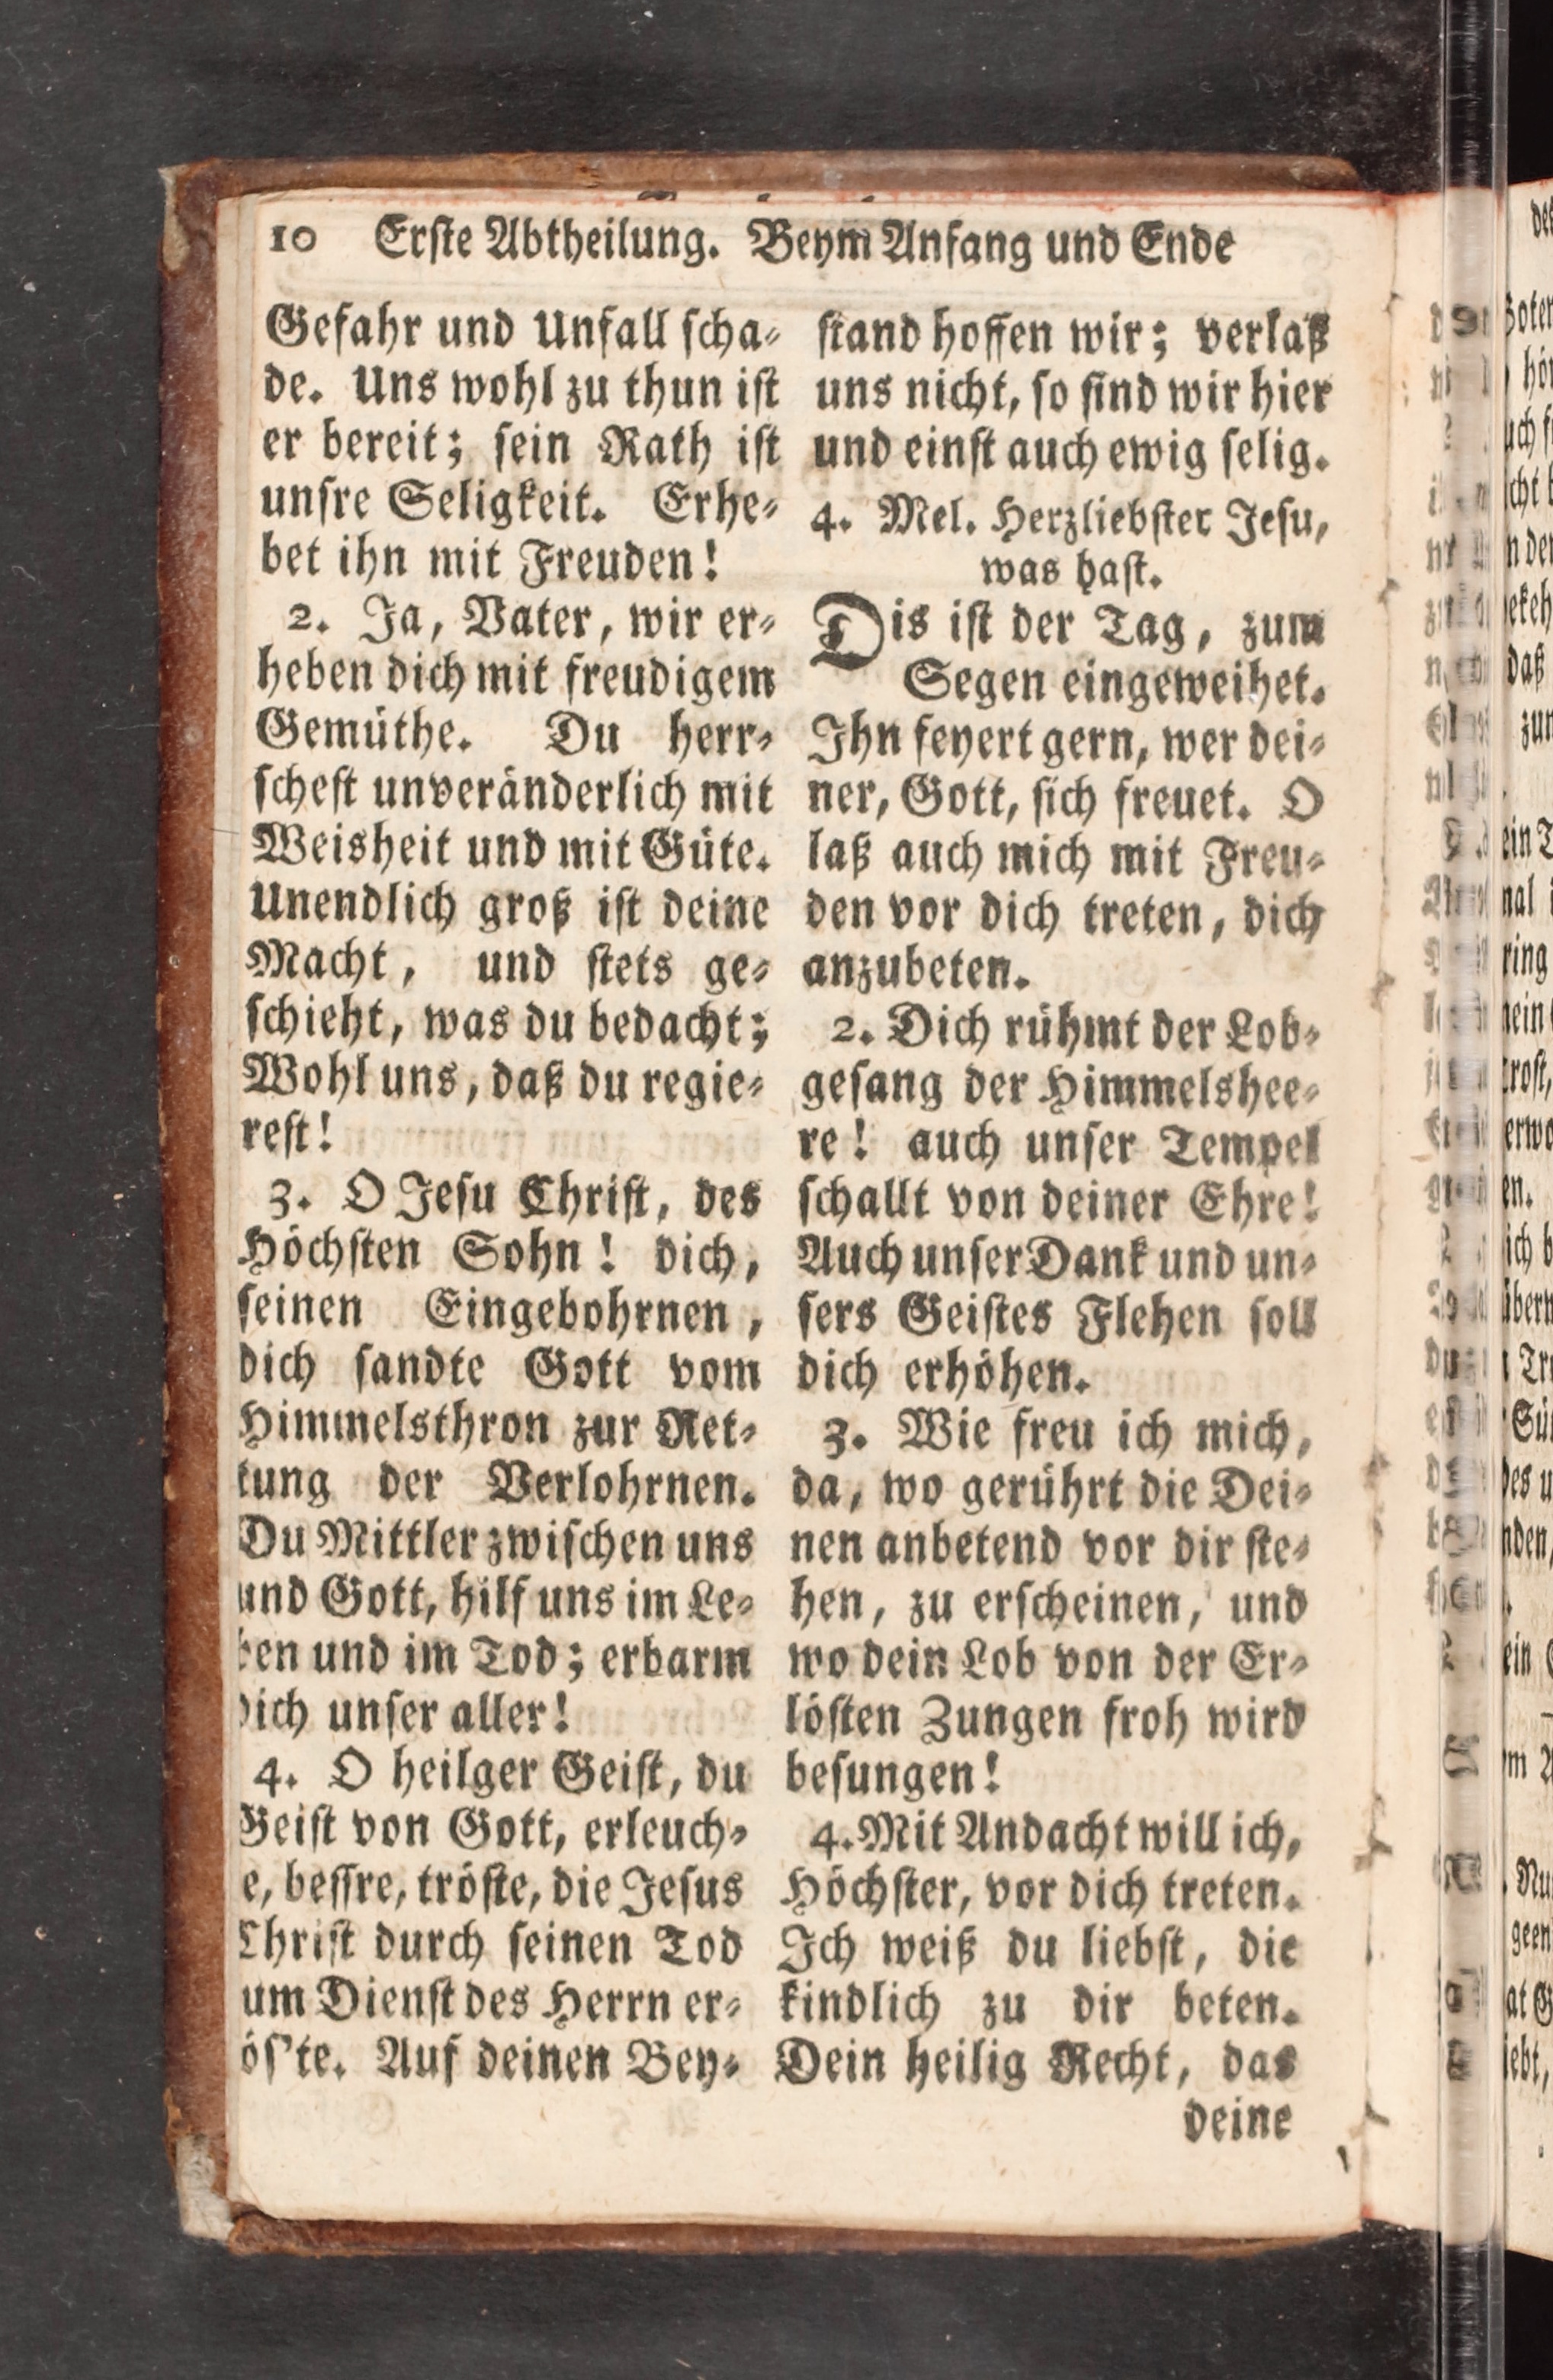 10 Erste Abtheilung. Beym Anfang und Ende
Gefahr und Unfall scha-
de. Uns wohl zu thun ist
er bereit; sein Rath ist
unsre Seligkeit. Erhe-
bet ihn mit Freuden!
2. Ja, Vater, wir er-
heben dich mit freudigem
Gemüthe. Du herr-
schest unveränderlich mit
Weisheit und mit Güte.
Unendlich groß ist deine
Macht, und stets ge-
schieht, was du bedacht;
Wohl uns, daß du regie-
rest!
3. O Jesu Christ, des
Höchsten Sohn! dich,
seinen Eingebohrnen,
dich sandte Gott vom
Himmelsthron zur Ret-
tung der Verlohrnen.
Du Mittler zwischen uns
und Gott, hilf uns im Le-
ben und im Tod; erbarm
dich unser aller!
4. O heilger Geist, du
Geist von Gott, erleuch-
e, bessre, tröste, die Jesus
Christ durch seinen Tod
um Dienst des Herrn er-
ös'te. Auf deinen Bey-
stand hoffen wir; verlaß
uns nicht, so sind wir hier
und einst auch ewig selig.
4. Mel. Herzliebster Jesu,
was hast.
Dis ist der Tag, zum
Segen eingeweihet.
Ihn feyert gern, wer dei-
ner, Gott, sich freuet. O
laß auch mich mit Freu-
den vor dich treten, dich
anzubeten.
2. Dich rühmt der Lob-
gesang der Himmelshee-
re! auch unser Tempel
schallt von deiner Ehre!
Auch unser Dank und un-
sers Geistes Flehen soll
dich erhöhen.
3. Wie freu ich mich,
da, wo gerührt die Dei-
nen anbetend vor dir ste-
hen, zu erscheinen, und
wo dein Lob von der Er-
lösten Zungen froh wird
besungen!
4. Mit Andacht will ich,
Höchster, vor dich treten.
Ich weiß du liebst, die
kindlich zu dir beten.
Dein heilig Recht, das
deine